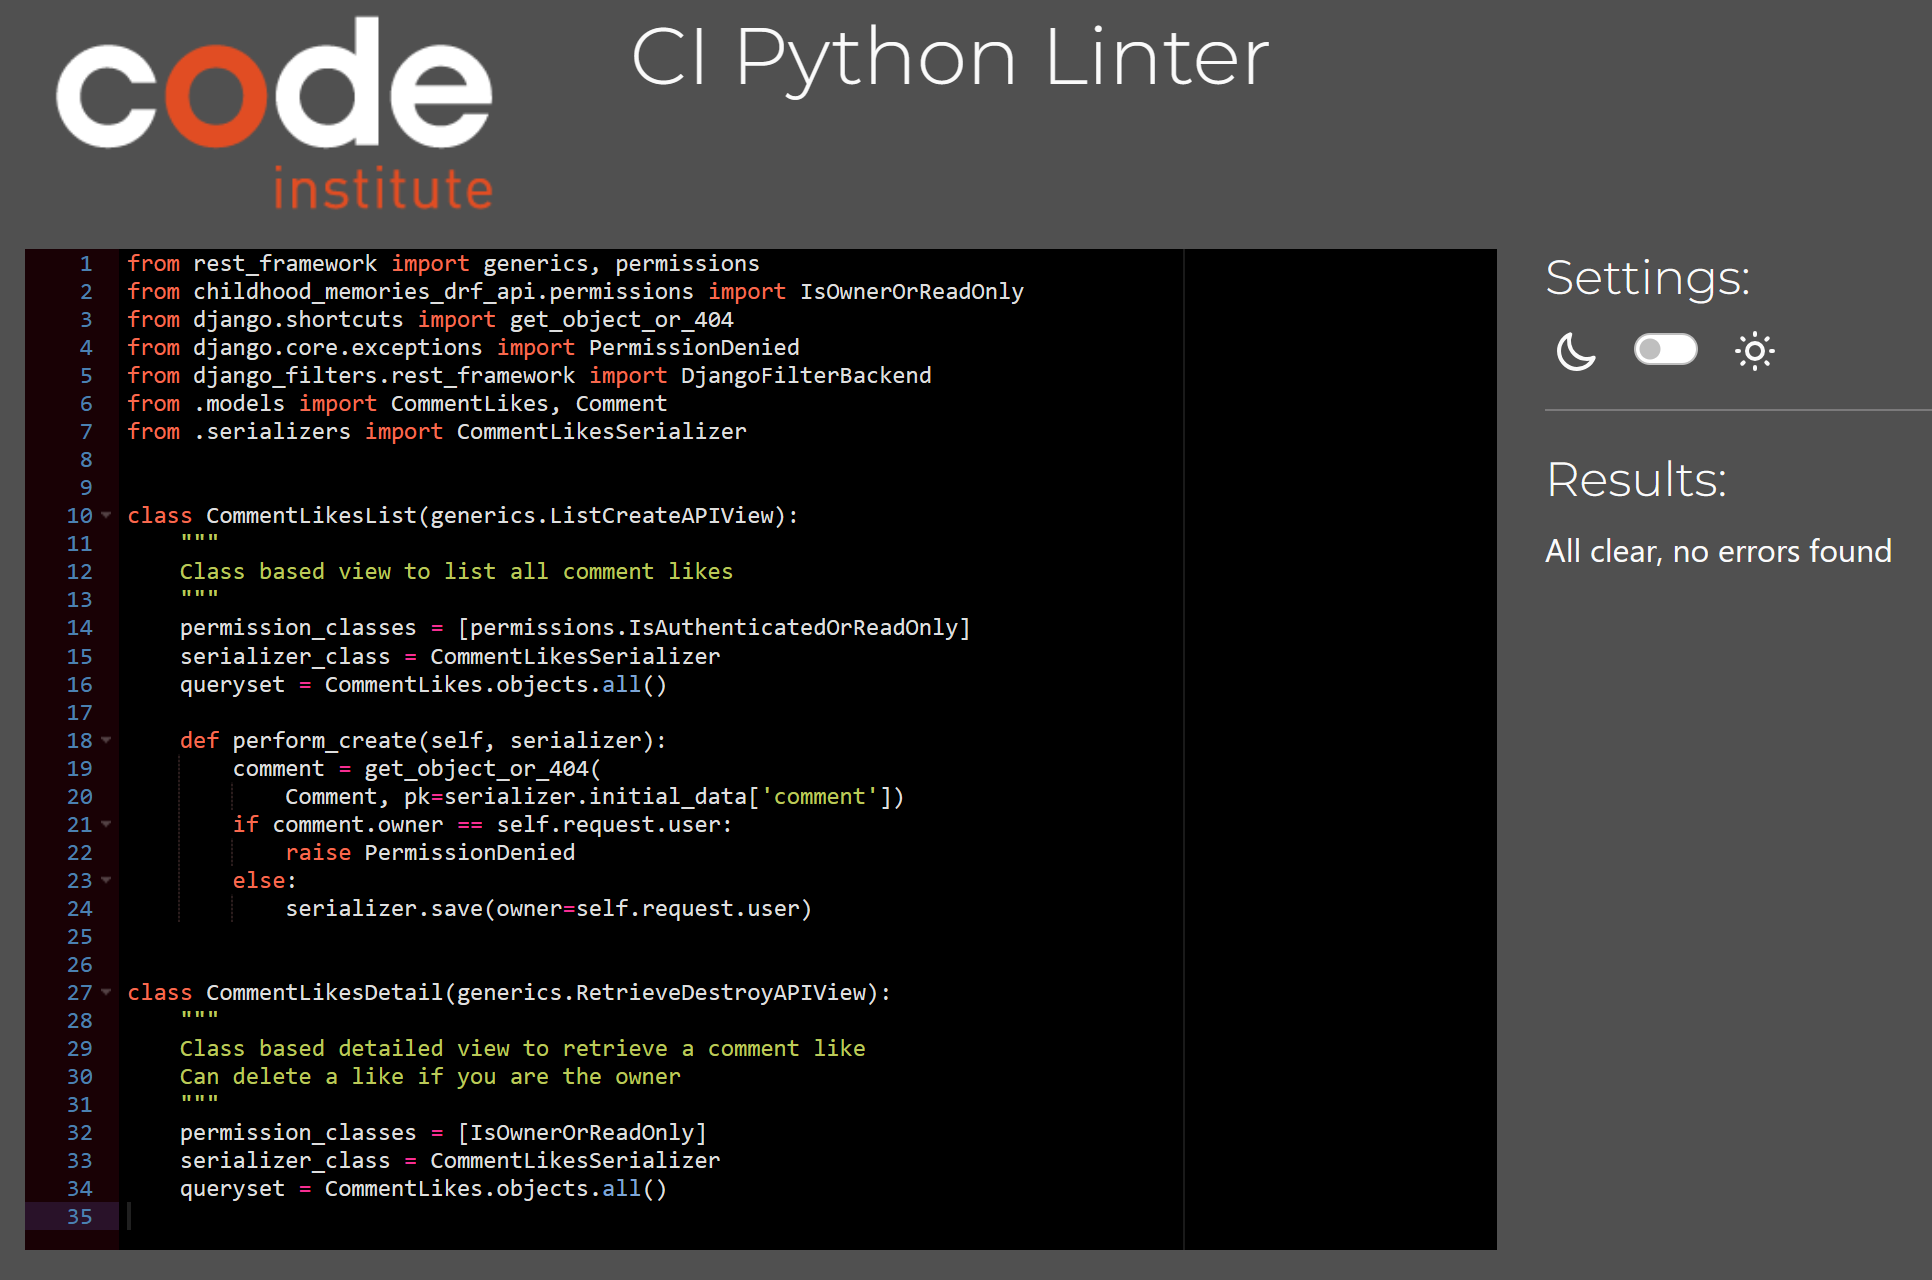 code
institute
CI Python Linter
1 from rest_framework import generics, permissions
2 from childhood_memories_drf_api.permissions import IsOwnerOrReadOnly
3 from django.shortcuts import get_object_or_404
4 from django.core.exceptions import PermissionDenied
5 from django_filters.rest_framework import DjangoFilterBackend
6 from .models import CommentLikes, Comment
7 from .serializers import CommentLikesSerializer
8
9
10 class CommentLikesList(generics.ListCreateAPIView):
11     """
12     Class based view to list all comment likes
13     """
14     permission_classes = [permissions.IsAuthenticatedOrReadOnly]
15     serializer_class = CommentLikesSerializer
16     queryset = CommentLikes.objects.all()
17
18     def perform_create(self, serializer):
19         comment = get_object_or_404(
20             Comment, pk=serializer.initial_data['comment'])
21         if comment.owner == self.request.user:
22             raise PermissionDenied
23         else:
24             serializer.save(owner=self.request.user)
25
26
27 class CommentLikesDetail(generics.RetrieveDestroyAPIView):
28     """
29     Class based detailed view to retrieve a comment like
30     Can delete a like if you are the owner
31     """
32     permission_classes = [IsOwnerOrReadOnly]
33     serializer_class = CommentLikesSerializer
34     queryset = CommentLikes.objects.all()
35
Settings:
Results:
All clear, no errors found